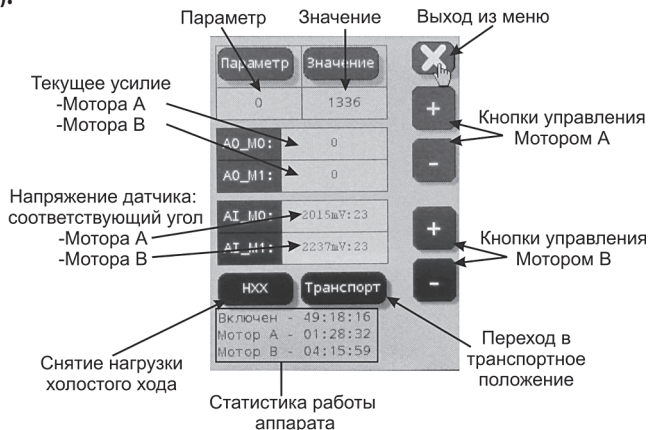 ).
Параметр
Значение
Выход из меню
Параметр
Значение
0
1336
Текущее усилие
-Мотора А
-Мотора В
+
-
Кнопки управления
Мотором А
AO_M0:
0
AO_M1:
0
Напряжение датчика:
соответствующий угол
-Мотора А
-Мотора В
AI_M0:
2015mV:23
AI_M1:
2237mV:23
+
-
Кнопки управления
Мотором В
НХХ
Транспорт
Включен - 49:18:16
Мотор А - 01:28:32
Мотор В - 04:15:59
Снятие нагрузки
холостого хода
Переход в
транспортное
положение
Статистика работы
аппарата